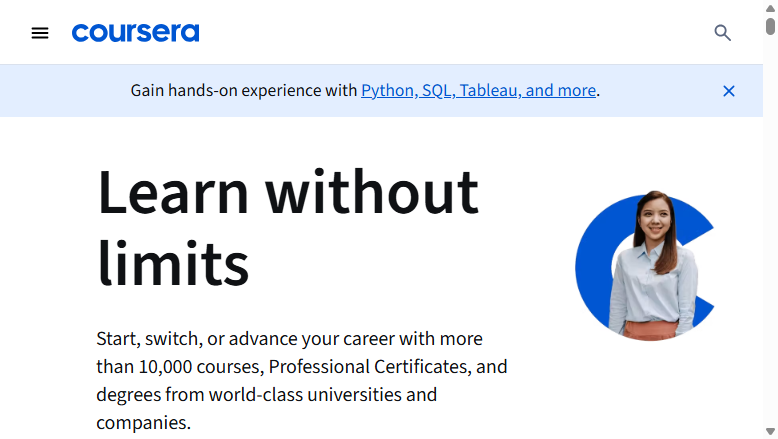 coursera
Gain hands-on experience with Python, SQL, Tableau, and more.
Learn without
limits
Start, switch, or advance your career with more
than 10,000 courses, Professional Certificates, and
degrees from world-class universities and
companies.